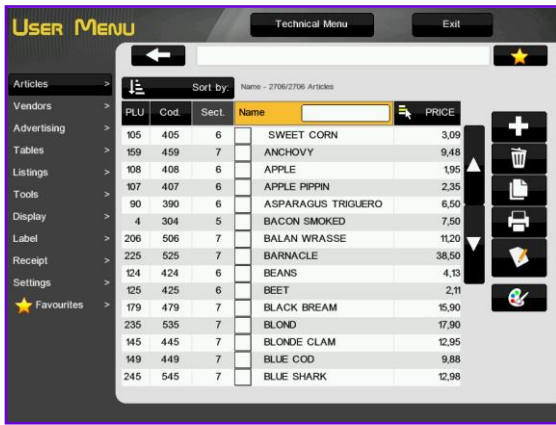 USER MENU
Technical Menu
Exit
Articles >
Vendors >
Advertising >
Tables >
Listings >
Tools >
Display >
Label >
Receipt >
Settings >
Favourites >
Sort by: Name - 2706/2706 Articles
PLU Cod. Sect. Name PRICE
105 405 6 SWEET CORN 3,09
159 459 7 ANCHOVY 9,48
108 408 6 APPLE 1,95
107 407 6 APPLE PIPPIN 2,35
90 390 6 ASPARAGUS TRIGUERO 6,50
4 304 5 BACON SMOKED 7,50
206 506 7 BALAN WRASSE 11,20
225 525 7 BARNACLE 38,50
124 424 6 BEANS 4,13
125 425 6 BEET 2,11
179 479 7 BLACK BREAM 15,90
235 535 7 BLOND 17,90
145 445 7 BLONDE CLAM 12,95
149 449 7 BLUE COD 9,88
245 545 7 BLUE SHARK 12,98